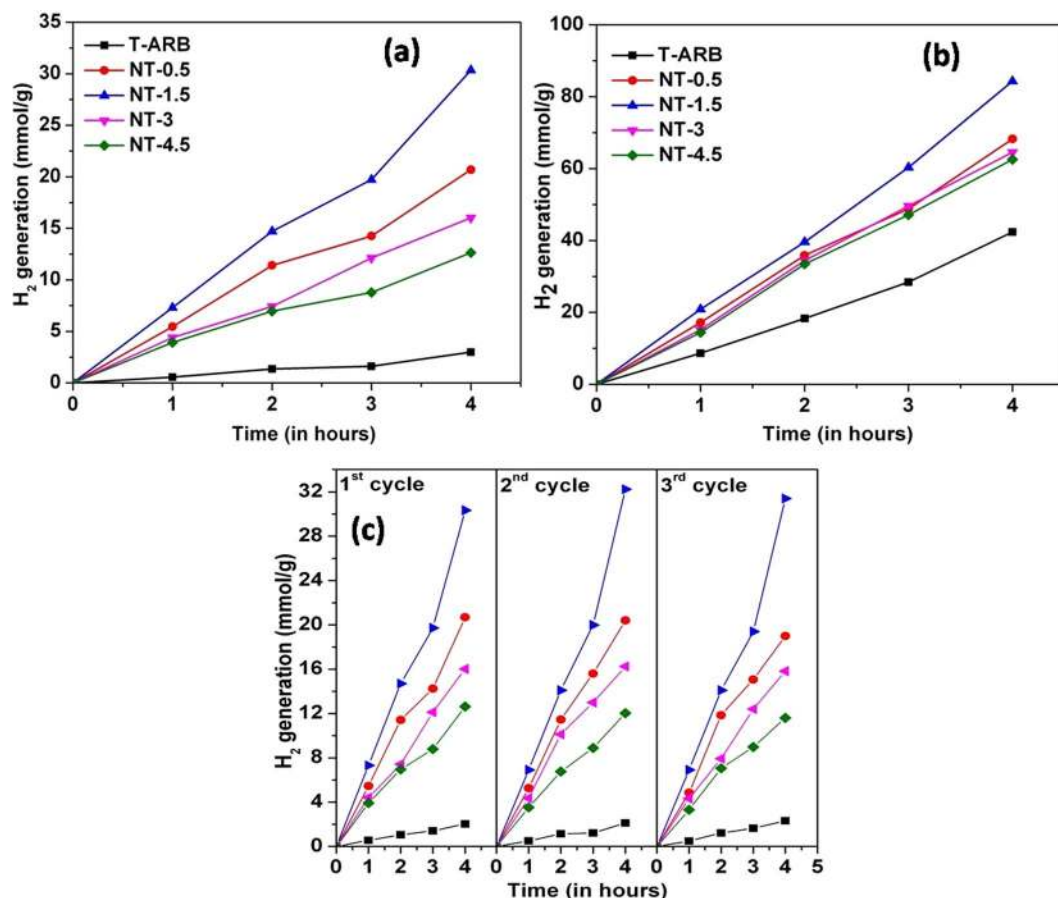 (a)
T-ARB
NT-0.5
NT-1.5
NT-3
NT-4.5
H2 generation (mmol/g)
35
30
25
20
15
10
5
0
0 1 2 3 4
Time (in hours)
(b)
T-ARB
NT-0.5
NT-1.5
NT-3
NT-4.5
H2 generation (mmol/g)
100
80
60
40
20
0
0 1 2 3 4
Time (in hours)
(c)
1st cycle
2nd cycle
3rd cycle
H2 generation (mmol/g)
32
28
24
20
16
12
8
4
0
0 1 2 3 4 0 1 2 3 4 0 1 2 3 4 5
Time (in hours)